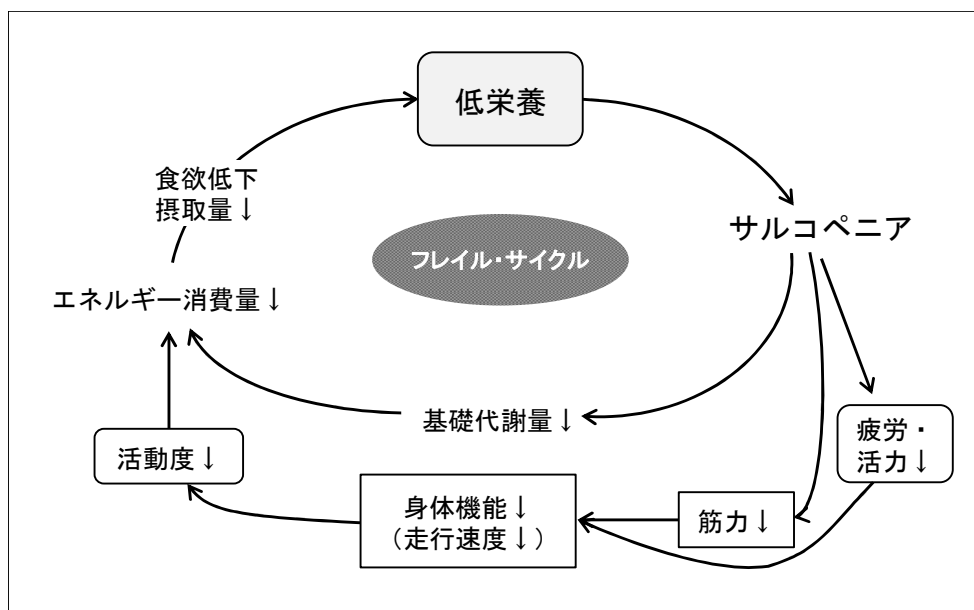 低栄養
食欲低下
摂取量↓
サルコペニア
フレイル・サイクル
エネルギー消費量↓
基礎代謝量↓
疲労・
活力↓
活動度↓
身体機能↓
（走行速度↓）
筋力↓